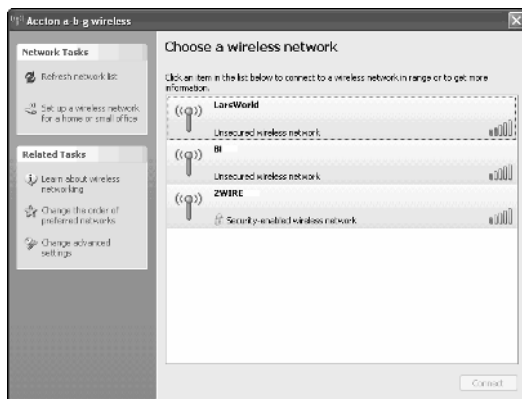 Accton a-b-g wireless
Network Tasks
Refresh network list
Set up a wireless network
for a home or small office
Related Tasks
Learn about wireless
networking
Change the order of
preferred networks
Change advanced
settings
Choose a wireless network
Click an item in the list below to connect to a wireless network in range or to get more
information.
LarsWorld
Unsecured wireless network
Unsecured wireless network
2WIRE
Security-enabled wireless network
Connect